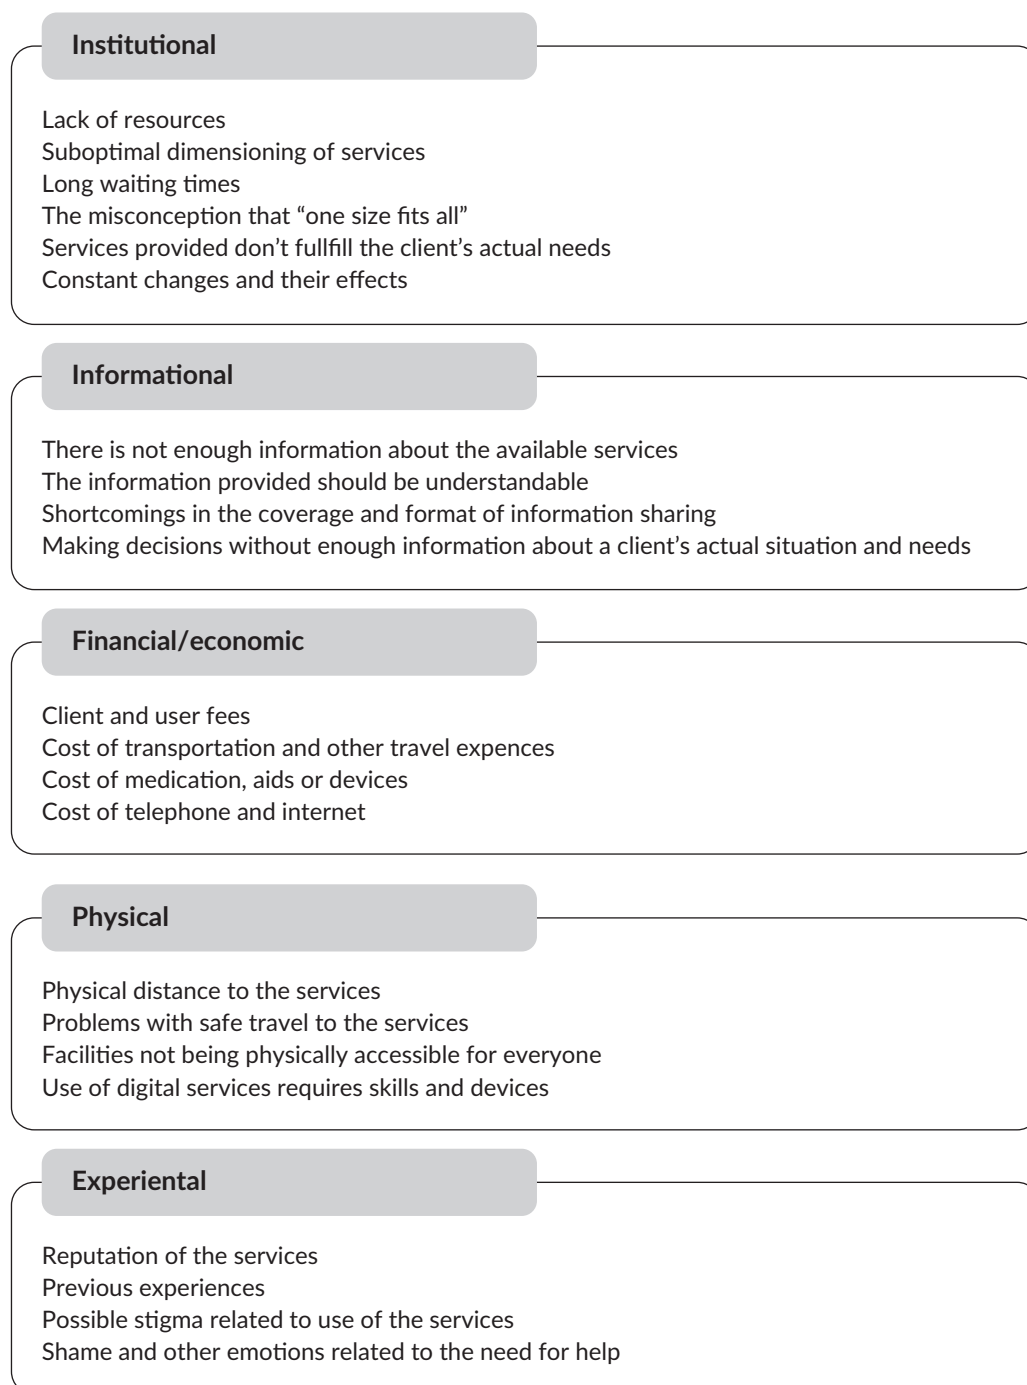 Institutional
Lack of resources
Suboptimal dimensioning of services
Long waiting times
The misconception that “one size fits all”
Services provided don’t fullfill the client’s actual needs
Constant changes and their effects
Informational
There is not enough information about the available services
The information provided should be understandable
Shortcomings in the coverage and format of information sharing
Making decisions without enough information about a client’s actual situation and needs
Financial/economic
Client and user fees
Cost of transportation and other travel expences
Cost of medication, aids or devices
Cost of telephone and internet
Physical
Physical distance to the services
Problems with safe travel to the services
Facilities not being physically accessible for everyone
Use of digital services requires skills and devices
Experiental
Reputation of the services
Previous experiences
Possible stigma related to use of the services
Shame and other emotions related to the need for help